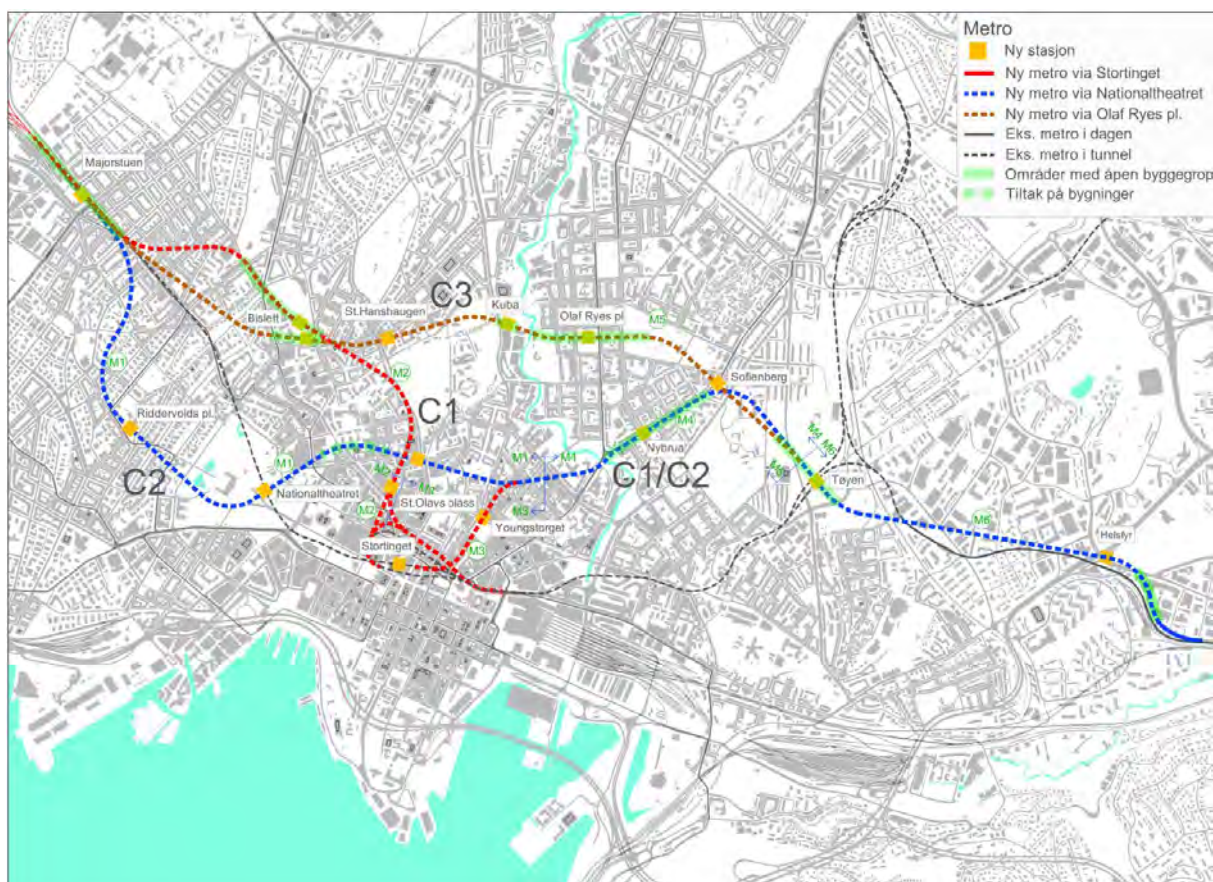 Metro
Ny stasjon
Ny metro via Stortinget
Ny metro via Nationaltheatret
Ny metro via Olaf Ryes pl.
Eks. metro i dagen
Eks. metro i tunnel
Områder med åpen byggegrop
Tiltak på bygninger
Majorstuen
C3
St.Hanshaugen
Kuba
Olaf Ryes pl
M5
Bislett
M1
M2
Sofienberg
C1
Riddervolds pl.
M4
Nybrua
M4 M6
C2
M1
M1
M1
C1/C2
Tøyen
Nationaltheatret
M2
St.Olavs plass
M3
Youngstorget
M6
Helsfyr
Stortinget
M3